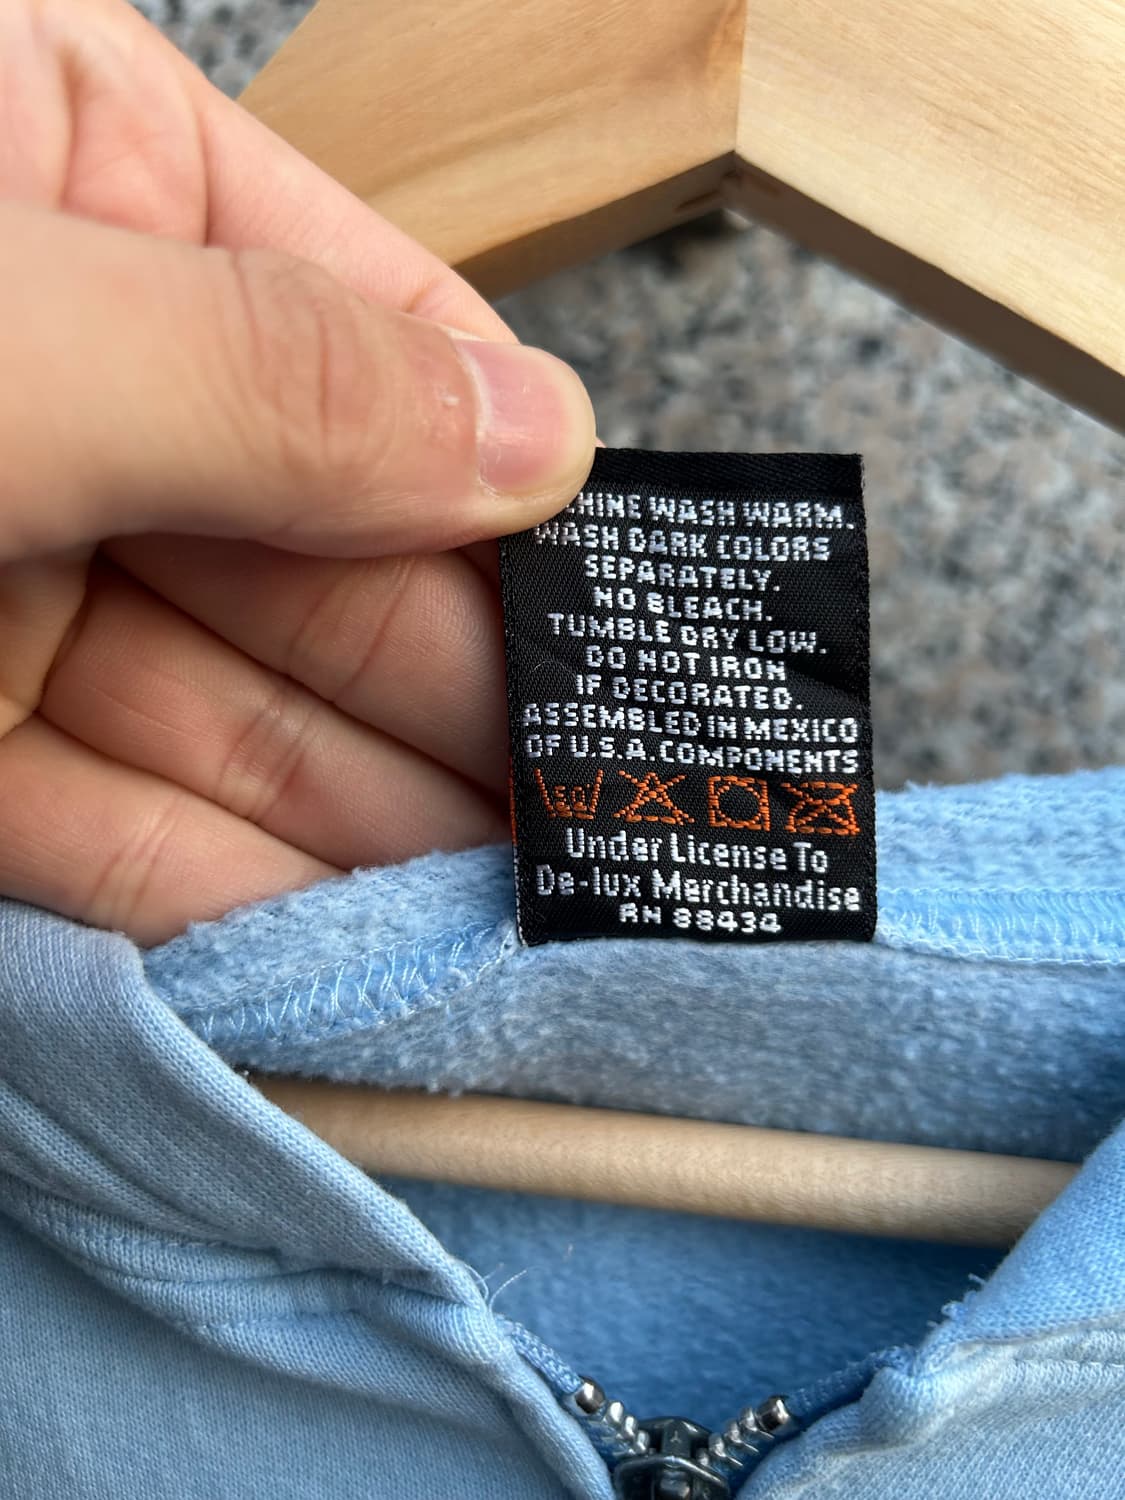 HINE WASH WARM.
WASH DARK COLORS
SEPARATELY.
NO BLEACH.
TUMBLE DRY LOW.
DO NOT IRON
IF DECORATED.
ASSEMBLED IN MEXICO
OF U.S.A. COMPONENTS
Under License To
De-lux Merchandise
RN 88434